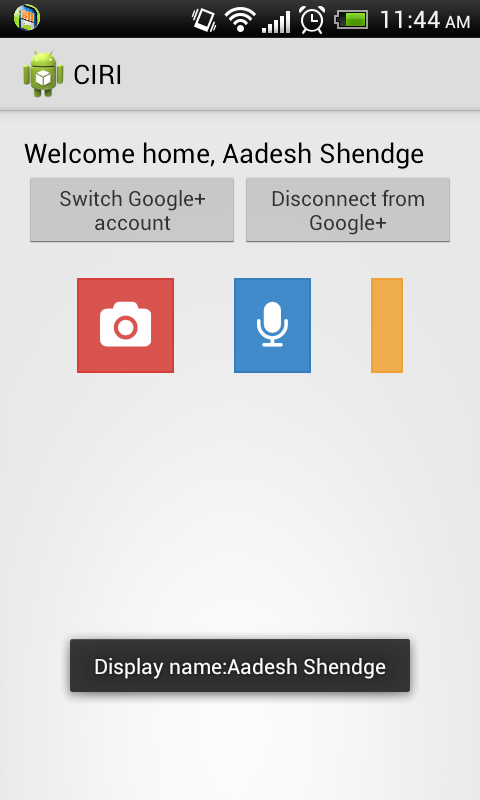 11:44 AM
CIRI
Welcome home, Aadesh Shendge
Switch Google+
account
Disconnect from
Google+
Display name:Aadesh Shendge